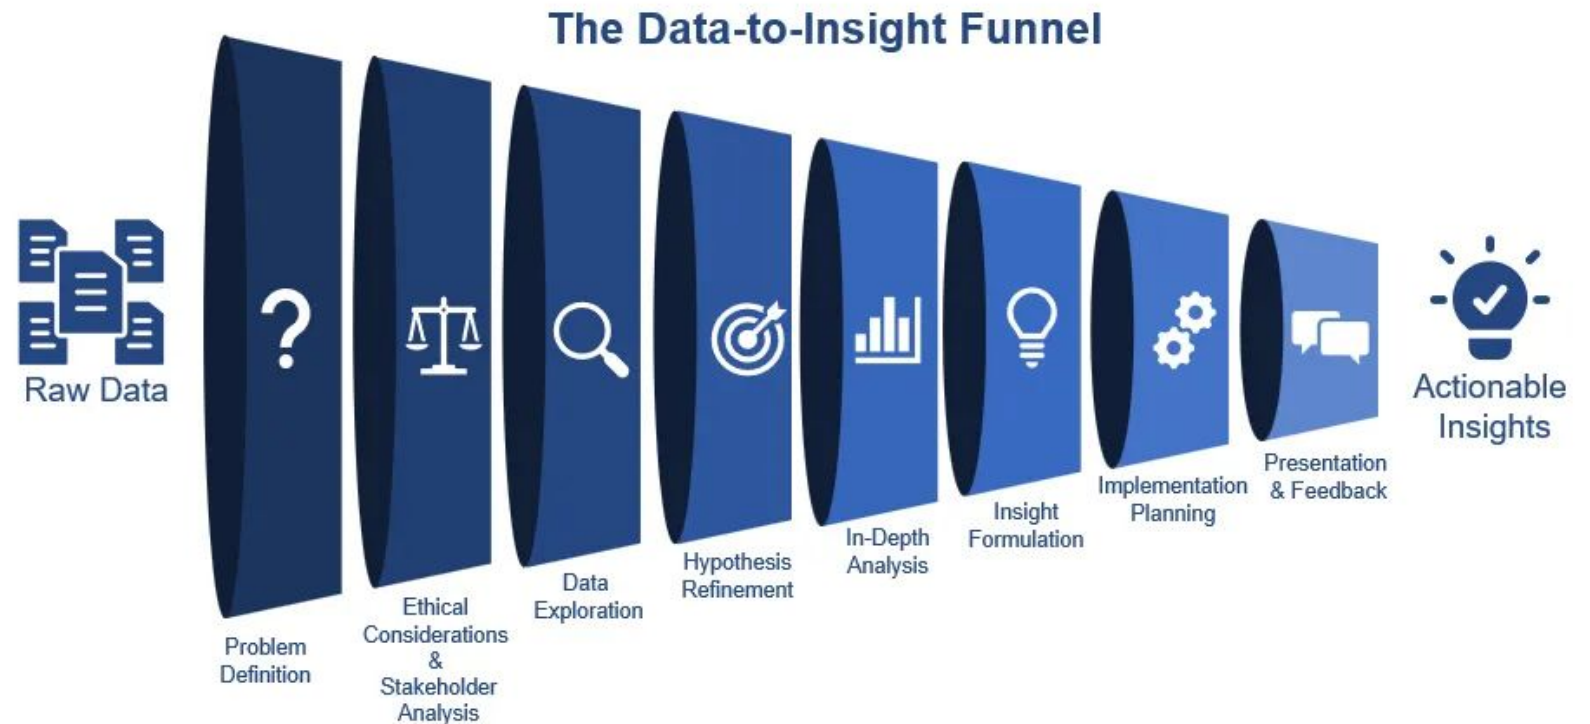 The Data-to-Insight Funnel
Raw Data
Problem
Definition
Ethical
Considerations
&
Stakeholder
Analysis
Data
Exploration
Hypothesis
Refinement
In-Depth
Analysis
Insight
Formulation
Implementation
Planning
Presentation
& Feedback
Actionable
Insights